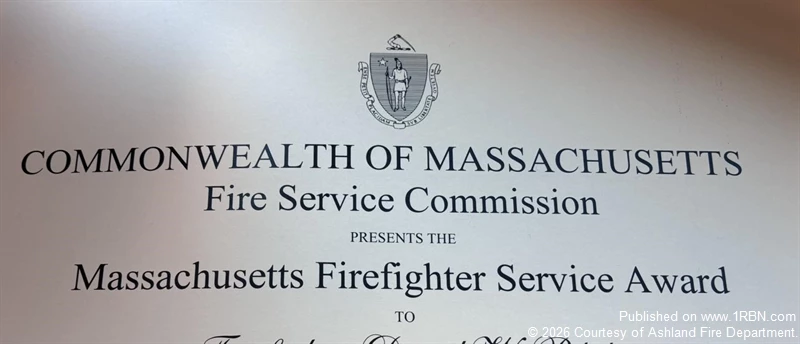 COMMONWEALTH OF MASSACHUSETTS
Fire Service Commission
PRESENTS THE
Massachusetts Firefighter Service Award
TO
Published on www.1RBN.com
© 2026 Courtesy of Ashland Fire Department.